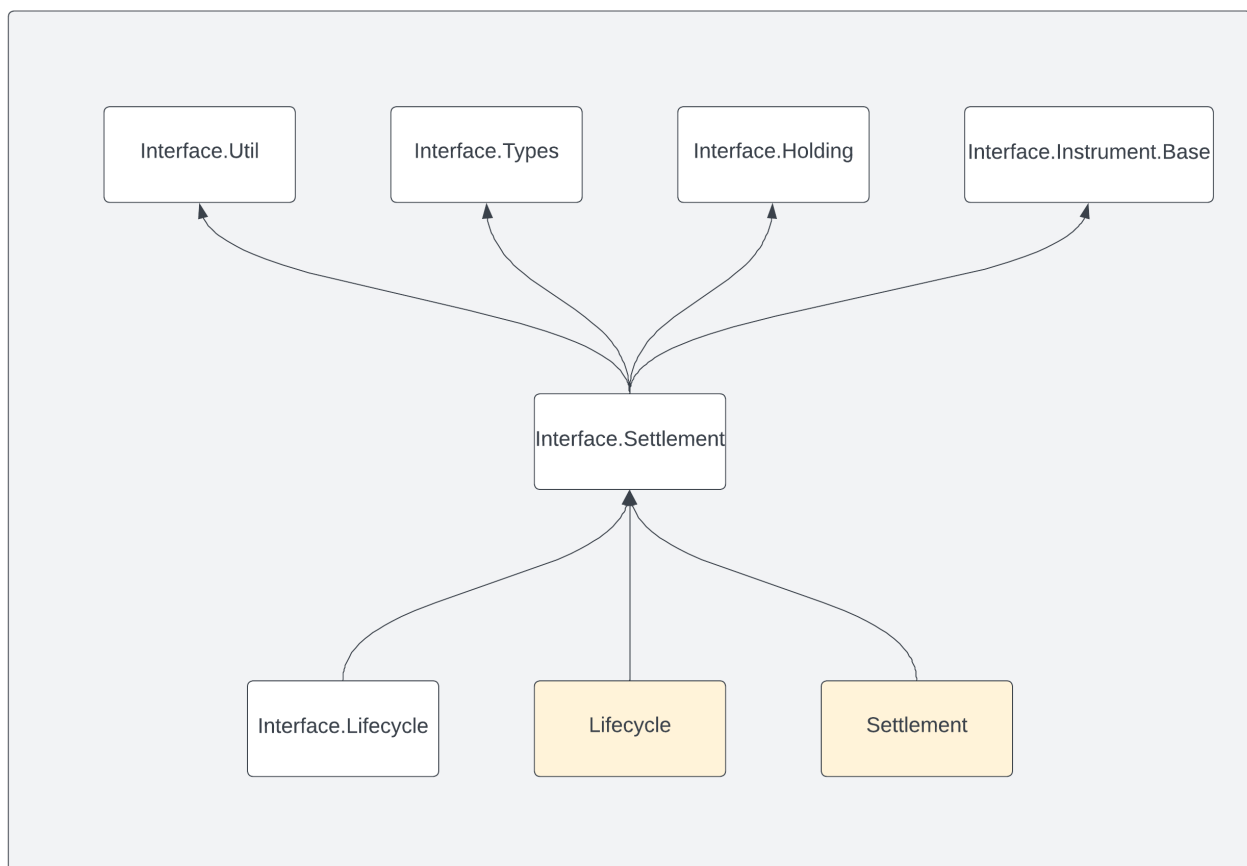 Interface.Util
Interface.Types
Interface.Holding
Interface.Instrument.Base
Interface.Settlement
Interface.Lifecycle
Lifecycle
Settlement